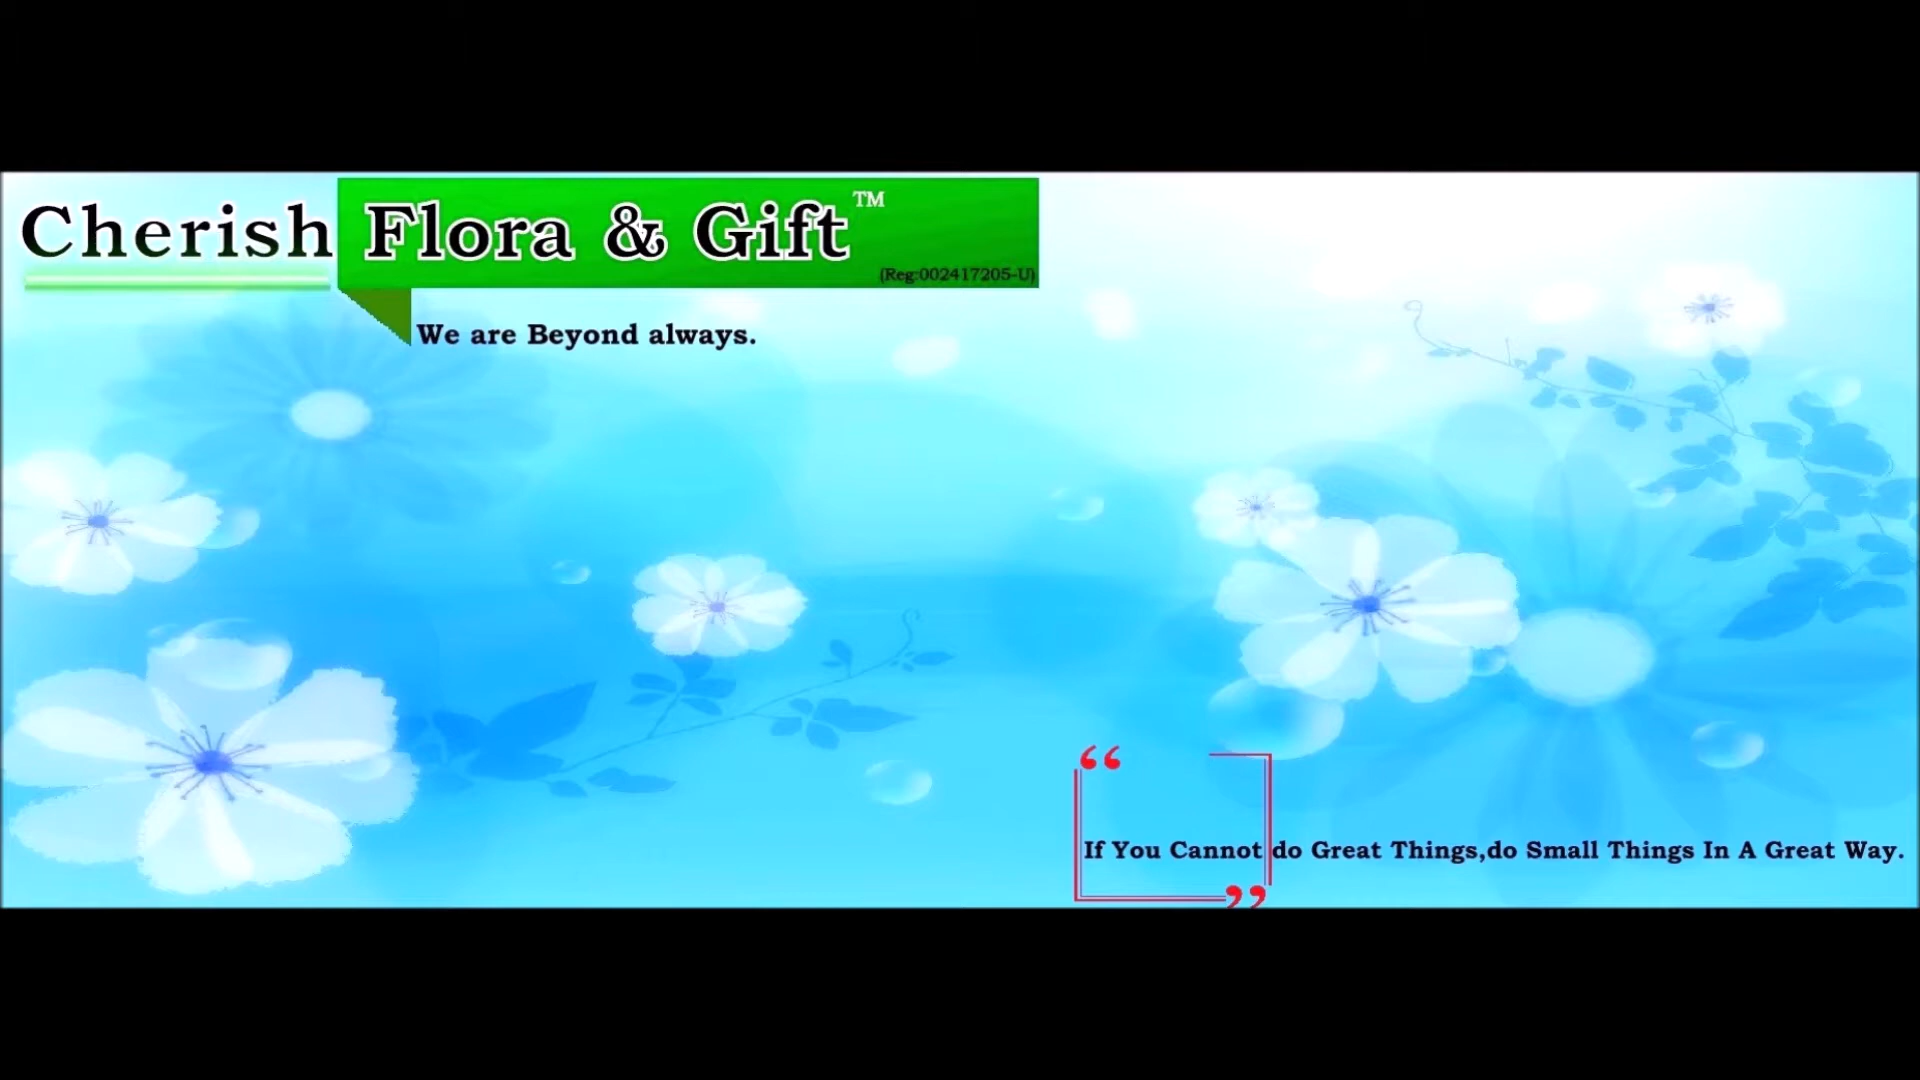 Cherish Flora & Gift™
(Reg:002417205-U)
We are Beyond always.
“
If You Cannot do Great Things,do Small Things In A Great Way.
”